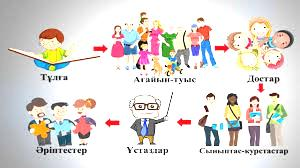 Тұлға
Ағайын-туыс
Достар
Әріптестер
Ұстаздар
Сыныптас-курстастар